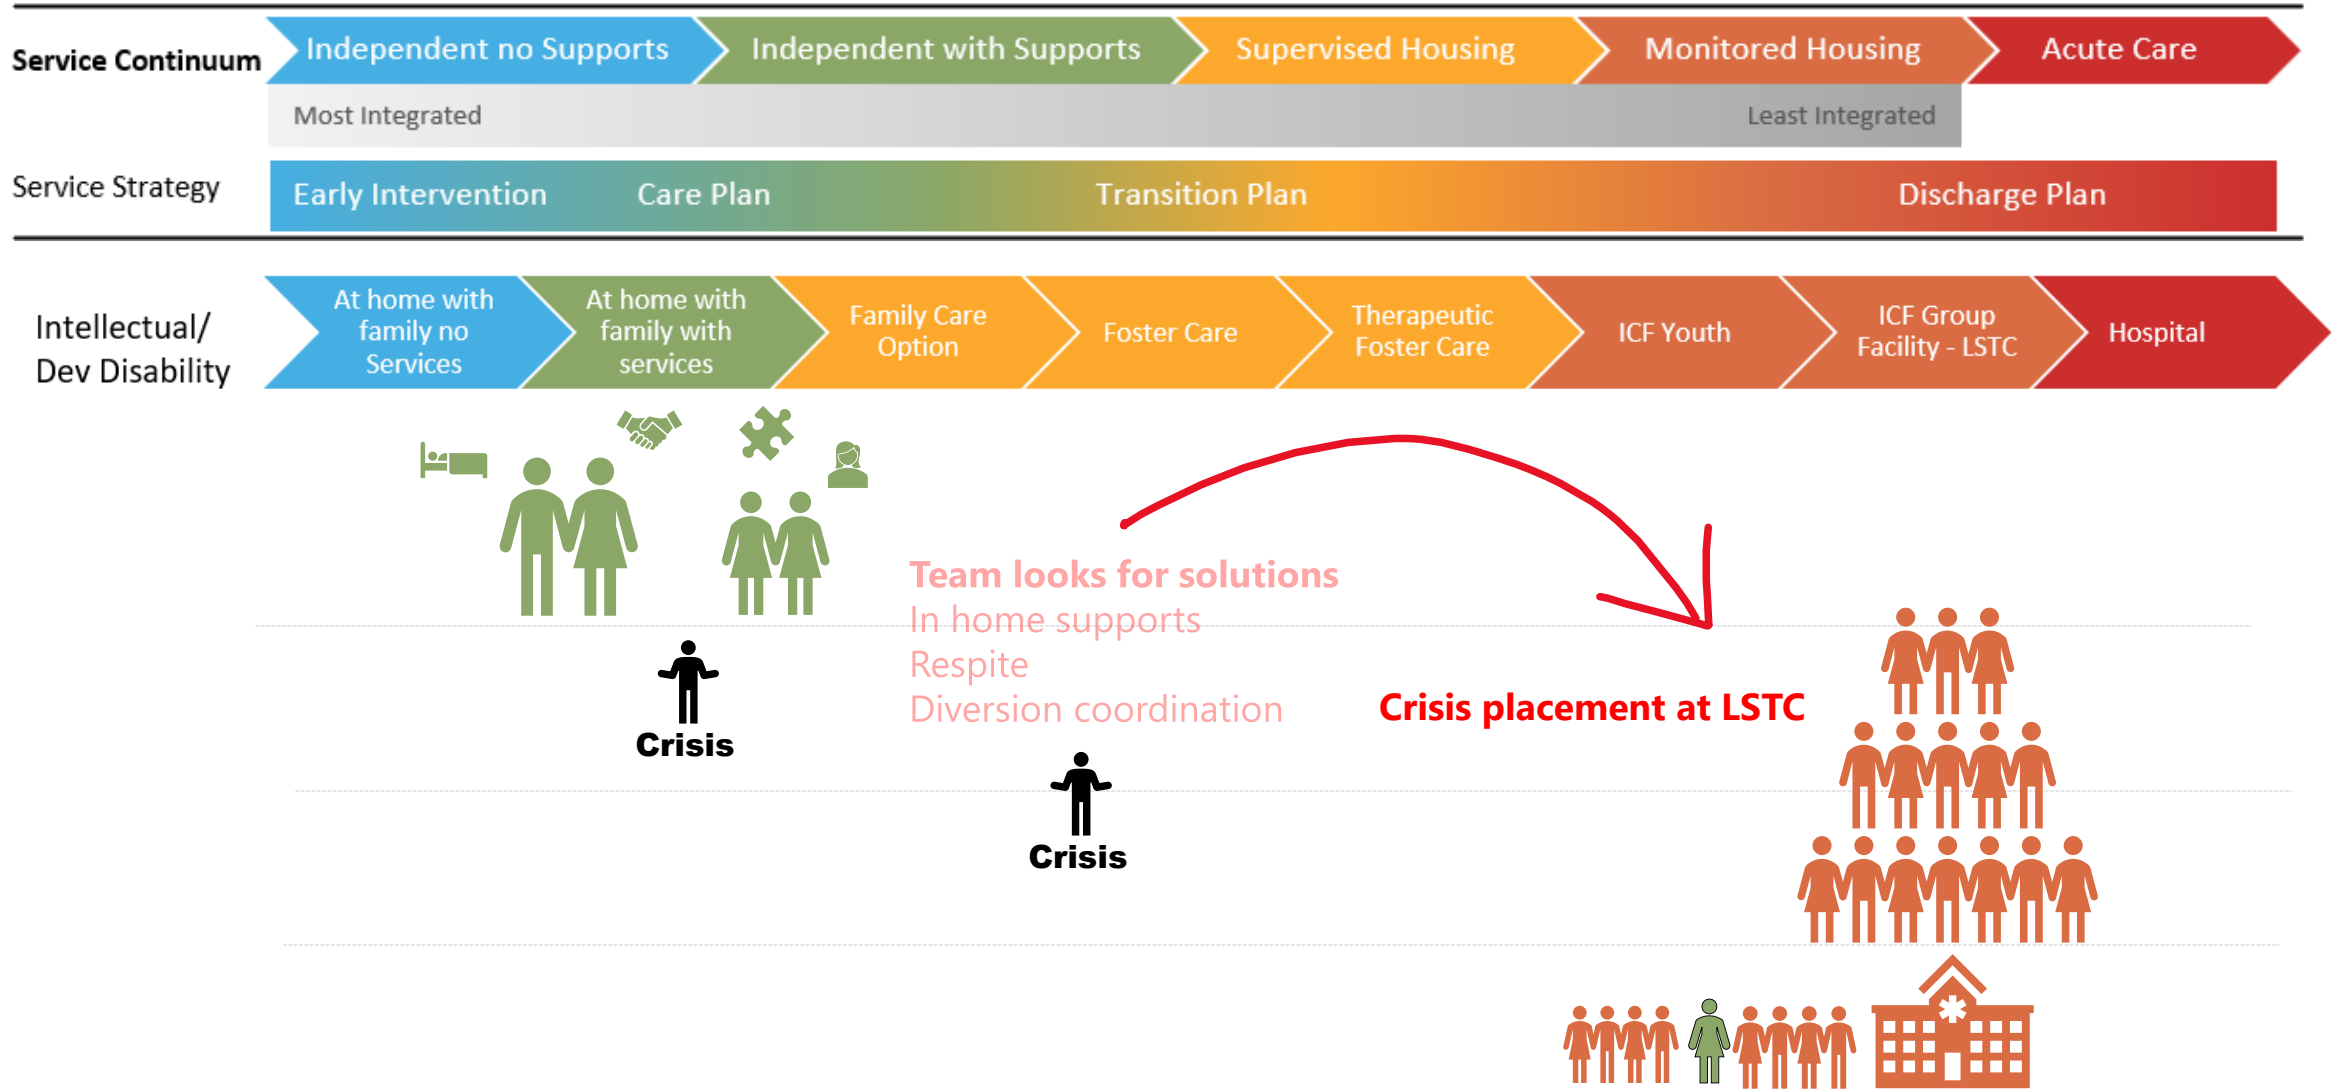 Service Continuum
Independent no Supports
Independent with Supports
Supervised Housing
Monitored Housing
Acute Care
Most Integrated
Least Integrated
Service Strategy
Early Intervention
Care Plan
Transition Plan
Discharge Plan
Intellectual/
Dev Disability
At home with
family no
Services
At home with
family with
services
Family Care
Option
Foster Care
Therapeutic
Foster Care
ICF Youth
ICF Group
Facility - LSTC
Hospital
Team looks for solutions
In home supports
Respite
Diversion coordination
Crisis
Crisis placement at LSTC
Crisis